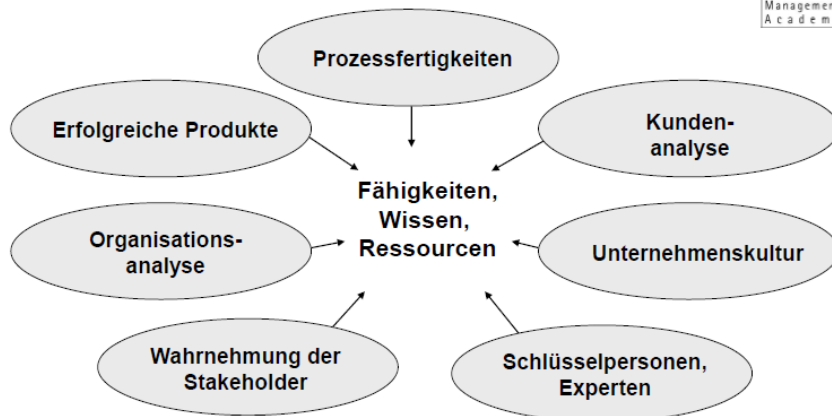 Managemen
Academ
Prozessfertigkeiten
Erfolgreiche Produkte
Kunden-
analyse
Fähigkeiten,
Wissen,
Ressourcen
Organisations-
analyse
Unternehmenskultur
Wahrnehmung der
Stakeholder
Schlüsselpersonen,
Experten